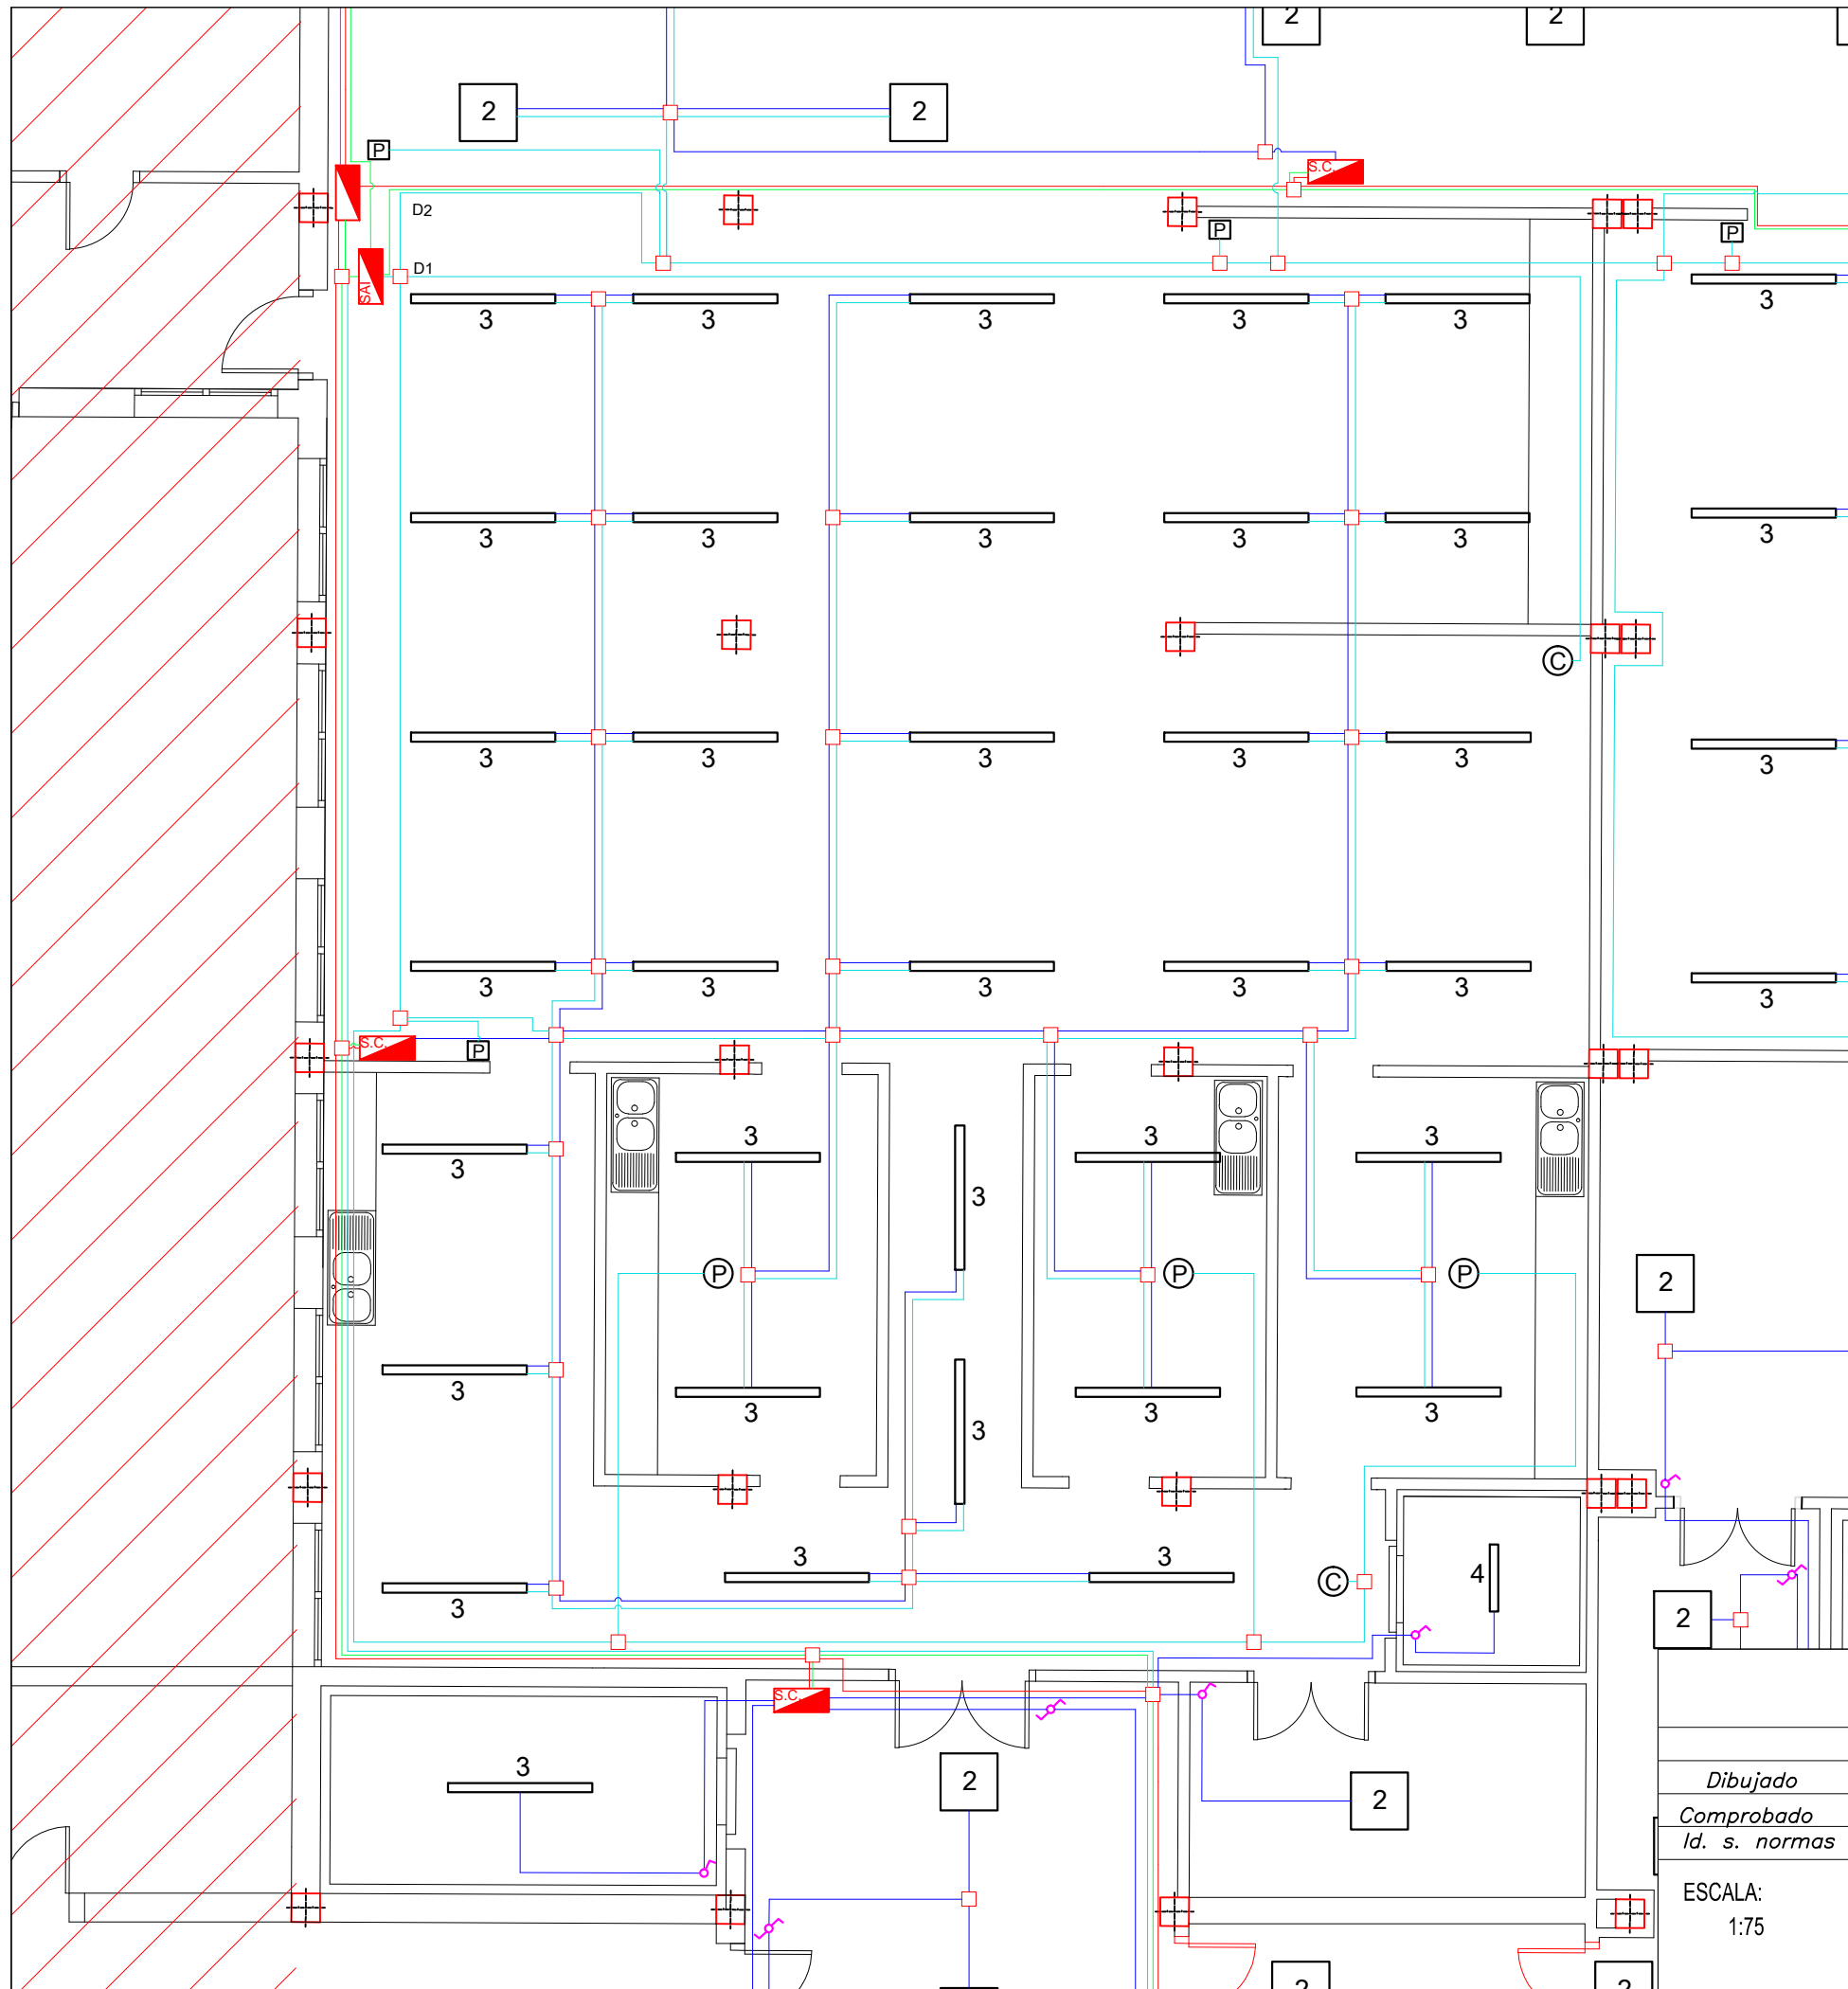 2 2
2 2
P
S.C.
D2
P P
D1
SAI
3 3 3 3 3 3
3 3 3 3 3 3
C
3 3 3 3 3 3
3 3 3 3 3 3
S.C. P
3 3 3
3 3
P P P 2
3 3 3 3
3
3 3
C 4
3 2
S.C.
3 2 2
Dibujado
Comprobado
Id. s. normas
ESCALA:
1:75
2 2